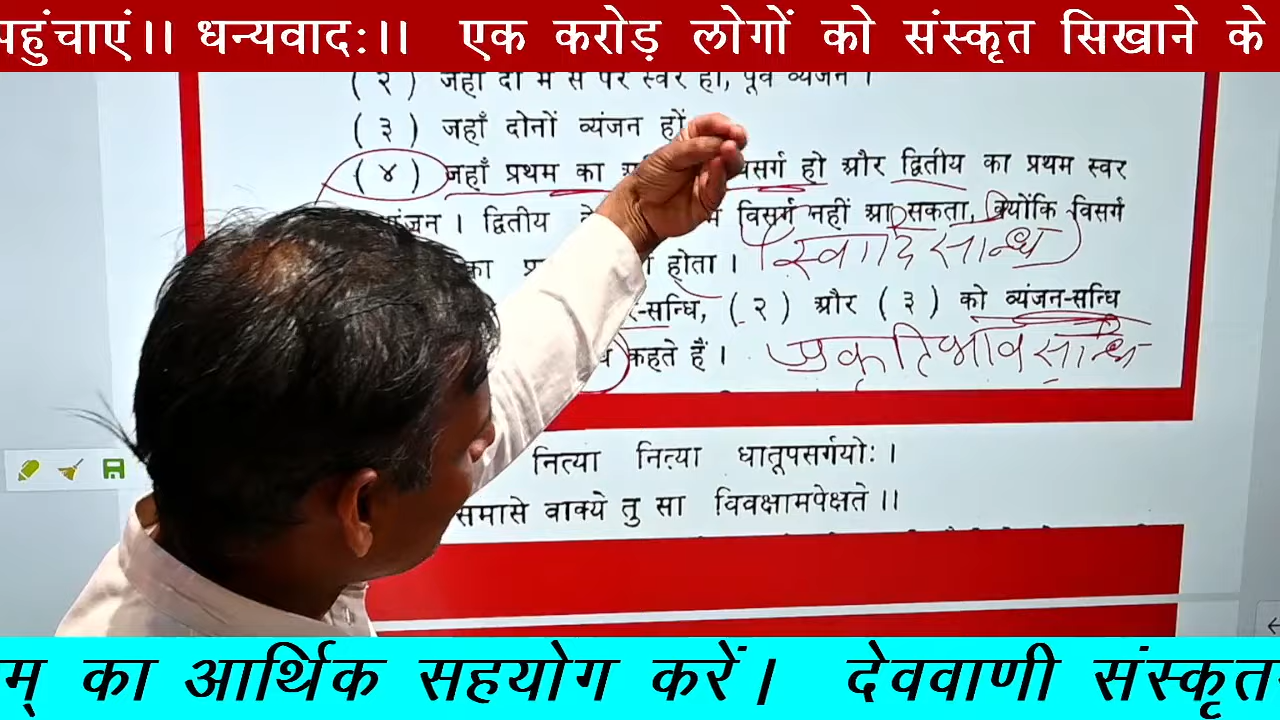 पहुंचाएं।। धन्यवादः।। एक करोड़ लोगों को संस्कृत सिखाने के
( २ ) जहाँ दो में से पर स्वर हो, पूर्व व्यंजन ।
( ३ ) जहाँ दोनों व्यंजन हों
( ४ ) जहाँ प्रथम का विसर्ग हो और द्वितीय का प्रथम स्वर
व्यंजन । द्वितीय विसर्ग नहीं आ सकता, क्योंकि विसर्ग
का होता । (स्वादि सन्धि)
-सन्धि, ( २ ) और ( ३ ) को व्यंजन-सन्धि
कहते हैं । प्रकृतिभाव सन्धि
नित्या नित्या धातूपसर्गयोः ।
समासे वाक्ये तु सा विवक्षामपेक्षते ।।
म् का आर्थिक सहयोग करें। देववाणी संस्कृत